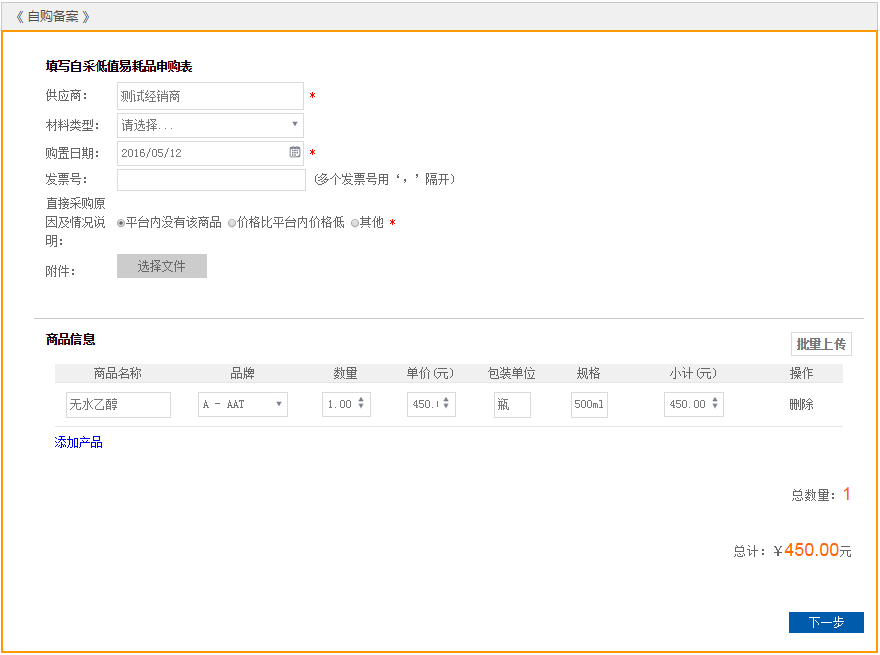 《 自购备案 》
填写自采低值易耗品申购表
供应商： 测试经销商 *
材料类型： 请选择...
购置日期： 2016/05/12 *
发票号： (多个发票号用‘，’隔开)
直接采购原
因及情况说 平台内没有该商品 价格比平台内价格低 其他 *
明：
附件： 选择文件
商品信息
批量上传
商品名称 品牌 数量 单价(元) 包装单位 规格 小计(元) 操作
无水乙醇 A - AAT 1.00 450. 瓶 500ml 450.00 删除
添加产品
总数量：1
总计：￥450.00元
下一步